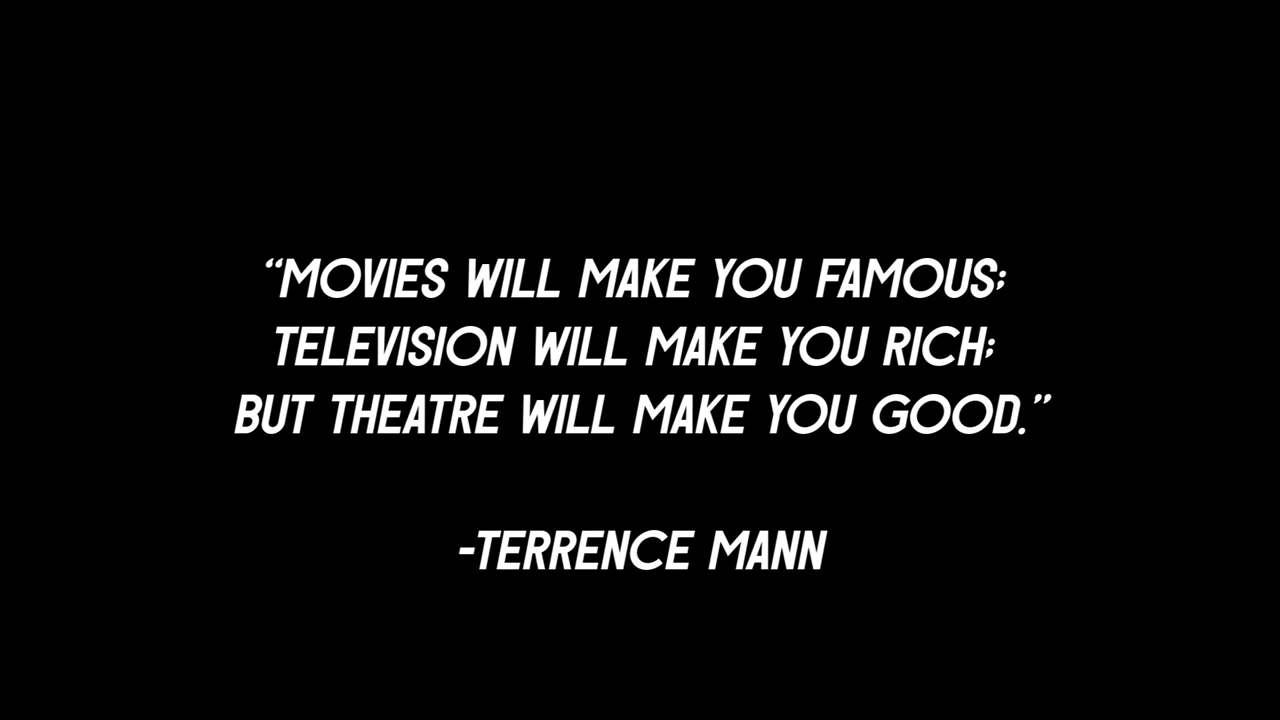 “MOVIES WILL MAKE YOU FAMOUS;
TELEVISION WILL MAKE YOU RICH;
BUT THEATRE WILL MAKE YOU GOOD.”
-TERRENCE MANN